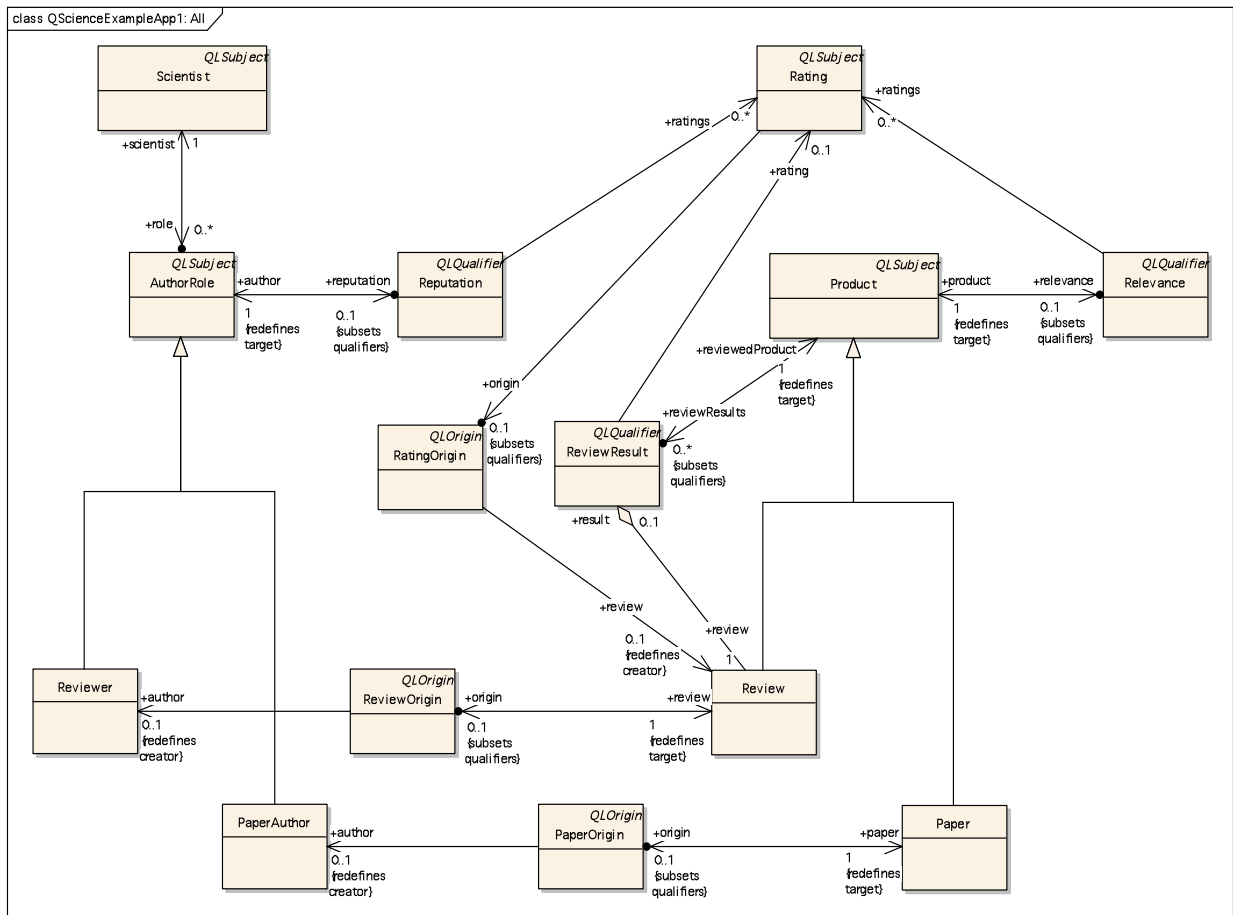 class QScienceExampleApp1: All
QLSubject
Scientist
QLSubject
Rating
+ratings
0..*
+ratings
0..*
+scientist
1
0..1
+rating
+role
0..*
QLSubject
AuthorRole
+author
1
{redefines
target}
+reputation
0..1
{subsets
qualifiers}
QLQualifier
Reputation
QLSubject
Product
+product
1
{redefines
target}
+relevance
0..1
{subsets
qualifiers}
QLQualifier
Relevance
+reviewedProduct
1
{redefines
target}
+origin
0..1
{subsets
qualifiers}
+reviewResults
0..*
{subsets
qualifiers}
QLOrigin
RatingOrigin
QLQualifier
ReviewResult
+result
0..1
+review
0..1
{redefines
creator}
+review
1
Reviewer
+author
0..1
{redefines
creator}
QLOrigin
ReviewOrigin
+origin
0..1
{subsets
qualifiers}
+review
1
{redefines
target}
Review
PaperAuthor
+author
0..1
{redefines
creator}
QLOrigin
PaperOrigin
+origin
0..1
{subsets
qualifiers}
+paper
1
{redefines
target}
Paper